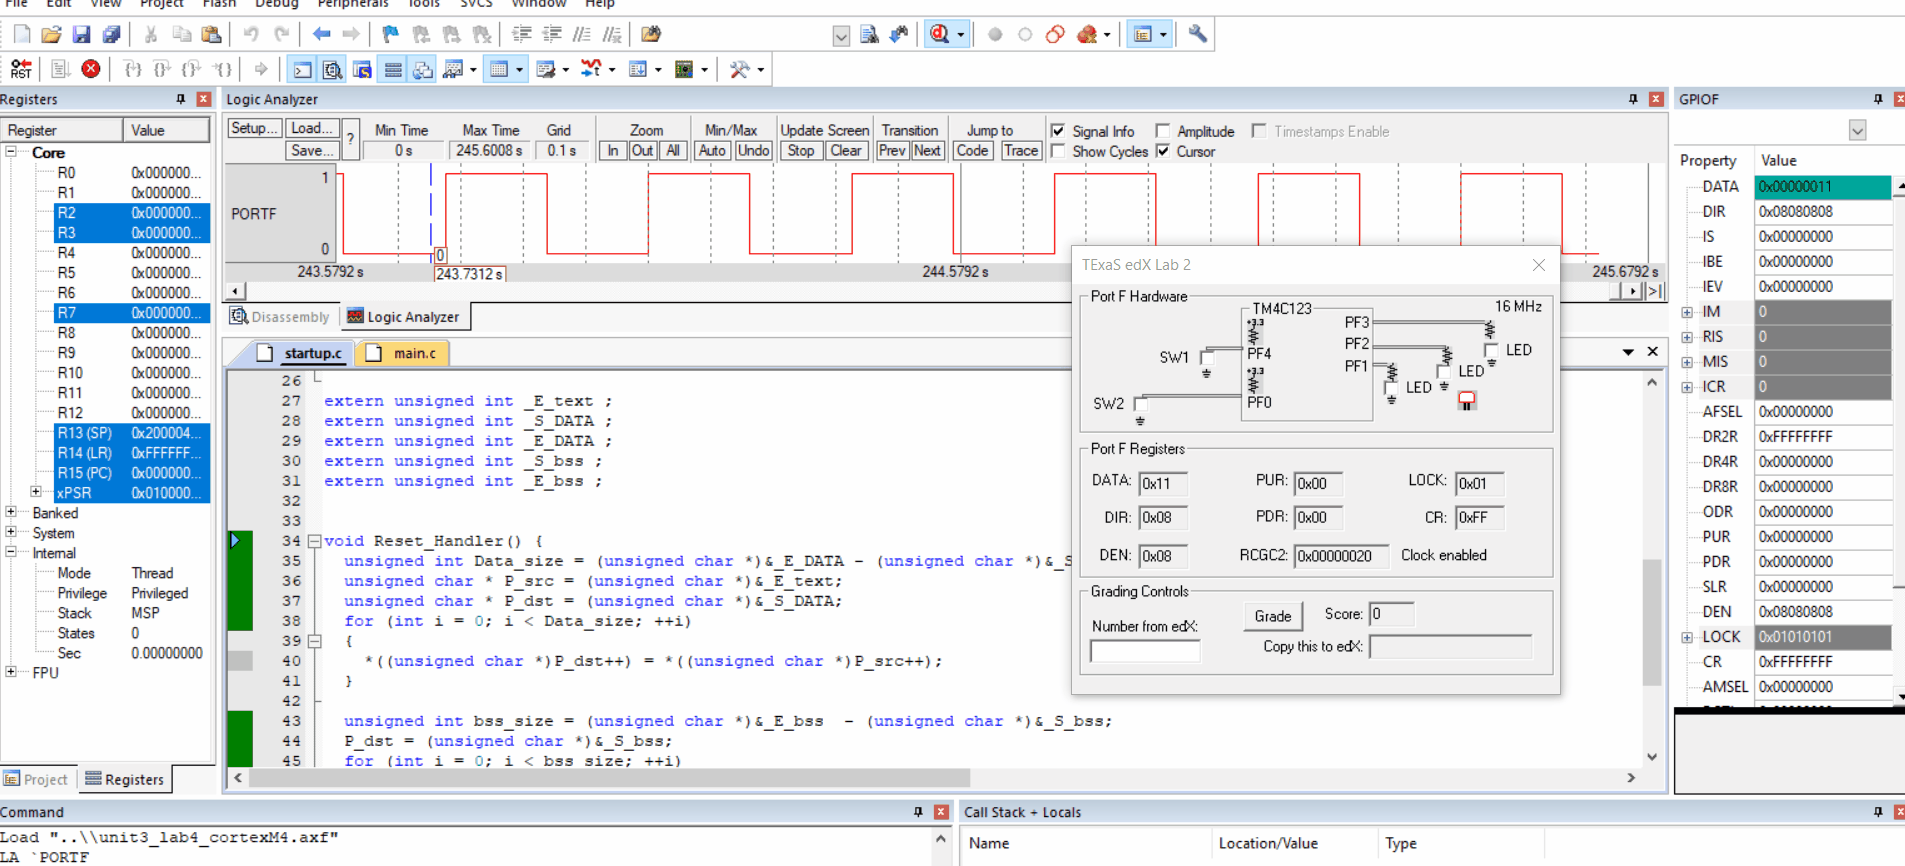 File Edit View Project Flash Debug Peripherals Tools SVCS Window Help
RST
Registers
Register Value
Core
R0 0x000000...
R1 0x000000...
R2 0x000000...
R3 0x000000...
R4 0x000000...
R5 0x000000...
R6 0x000000...
R7 0x000000...
R8 0x000000...
R9 0x000000...
R10 0x000000...
R11 0x000000...
R12 0x000000...
R13 (SP) 0x200004...
R14 (LR) 0xFFFFFF...
R15 (PC) 0x000000...
xPSR 0x010000...
Banked
System
Internal
Mode Thread
Privilege Privileged
Stack MSP
States 0
Sec 0.00000000
FPU
Project Registers
Logic Analyzer
Setup... Load... ? Min Time Max Time Grid Zoom Min/Max Update Screen Transition Jump to Signal Info Amplitude Timestamps Enable
Save... 0 s 245.6008 s 0.1 s In Out All Auto Undo Stop Clear Prev Next Code Trace Show Cycles Cursor
1
PORTF
0 0
243.5792 s 243.7312 s 244.5792 s 245.6792 s
Disassembly Logic Analyzer
startup.c main.c
26
27 extern unsigned int _E_text ;
28 extern unsigned int _S_DATA ;
29 extern unsigned int _E_DATA ;
30 extern unsigned int _S_bss ;
31 extern unsigned int _E_bss ;
32
33
34 void Reset_Handler() {
35 unsigned int Data_size = (unsigned char *)&_E_DATA - (unsigned char *)&_S
36 unsigned char * P_src = (unsigned char *)&_E_text;
37 unsigned char * P_dst = (unsigned char *)&_S_DATA;
38 for (int i = 0; i < Data_size; ++i)
39 {
40 *((unsigned char *)P_dst++) = *((unsigned char *)P_src++);
41 }
42
43 unsigned int bss_size = (unsigned char *)&_E_bss - (unsigned char *)&_S_bss;
44 P_dst = (unsigned char *)&_S_bss;
45 for (int i = 0; i < bss_size; ++i)
TExaS edX Lab 2
Port F Hardware
TM4C123 16 MHz
+3.3 PF3
SW1 PF4 PF2 LED
+3.3 PF1 LED
SW2 PF0 LED
Port F Registers
DATA: 0x11 PUR: 0x00 LOCK: 0x01
DIR: 0x08 PDR: 0x00 CR: 0xFF
DEN: 0x08 RCGC2: 0x00000020 Clock enabled
Grading Controls
Number from edX: Grade Score: 0
Copy this to edX:
GPIOF
Property Value
DATA 0x00000011
DIR 0x08080808
IS 0x00000000
IBE 0x00000000
IEV 0x00000000
IM 0
RIS 0
MIS 0
ICR 0
AFSEL 0x00000000
DR2R 0xFFFFFFFF
DR4R 0x00000000
DR8R 0x00000000
ODR 0x00000000
PUR 0x00000000
PDR 0x00000000
SLR 0x00000000
DEN 0x08080808
LOCK 0x01010101
CR 0xFFFFFFFF
AMSEL 0x00000000
Command
Load "..\\unit3_lab4_cortexM4.axf"
LA `PORTF
Call Stack + Locals
Name Location/Value Type